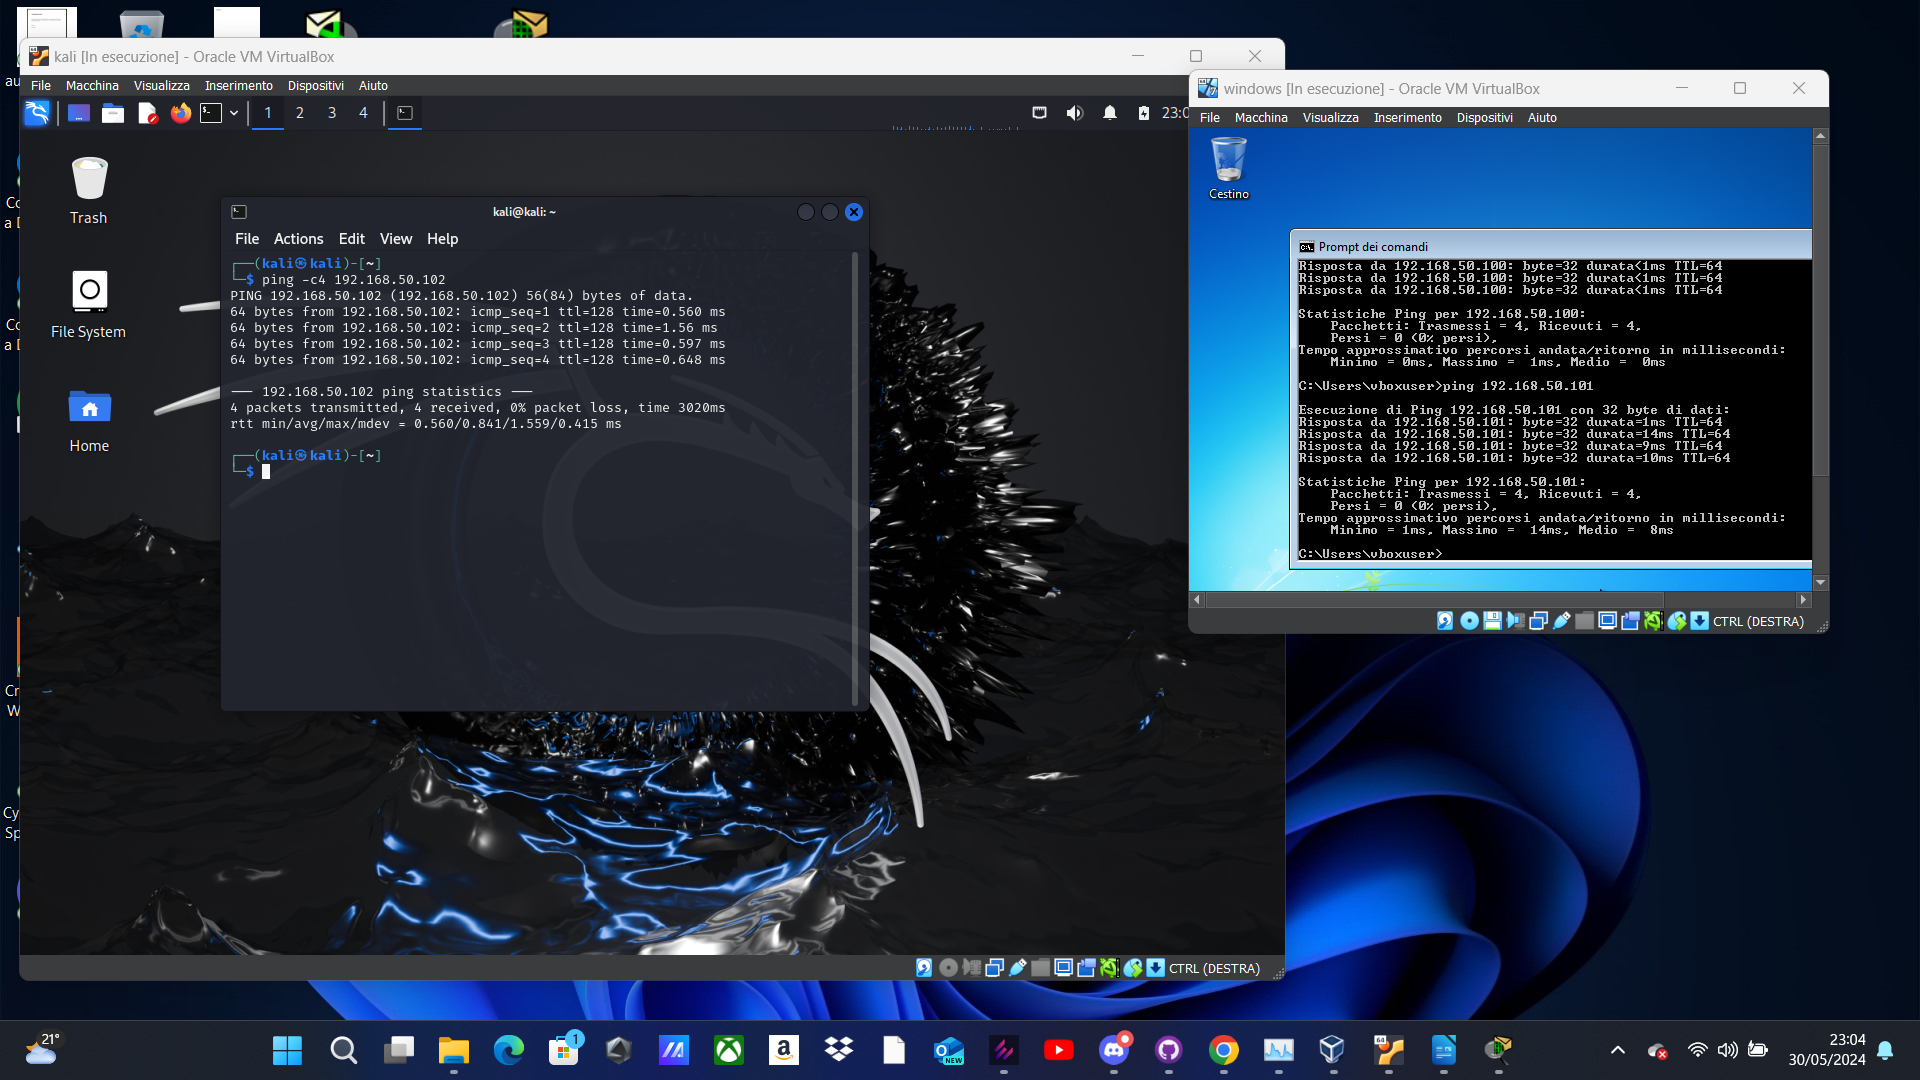 kali [In esecuzione] - Oracle VM VirtualBox
File Macchina Visualizza Inserimento Dispositivi Aiuto
1 2 3 4
Trash
File System
Home
kali@kali: ~
File Actions Edit View Help
┌──(kali㉿kali)-[~]
└─$ ping -c4 192.168.50.102
PING 192.168.50.102 (192.168.50.102) 56(84) bytes of data.
64 bytes from 192.168.50.102: icmp_seq=1 ttl=128 time=0.560 ms
64 bytes from 192.168.50.102: icmp_seq=2 ttl=128 time=1.56 ms
64 bytes from 192.168.50.102: icmp_seq=3 ttl=128 time=0.597 ms
64 bytes from 192.168.50.102: icmp_seq=4 ttl=128 time=0.648 ms
--- 192.168.50.102 ping statistics ---
4 packets transmitted, 4 received, 0% packet loss, time 3020ms
rtt min/avg/max/mdev = 0.560/0.841/1.559/0.415 ms
┌──(kali㉿kali)-[~]
└─$
CTRL (DESTRA)
windows [In esecuzione] - Oracle VM VirtualBox
File Macchina Visualizza Inserimento Dispositivi Aiuto
Cestino
Prompt dei comandi
Risposta da 192.168.50.100: byte=32 durata<1ms TTL=64
Risposta da 192.168.50.100: byte=32 durata<1ms TTL=64
Risposta da 192.168.50.100: byte=32 durata<1ms TTL=64
Statistiche Ping per 192.168.50.100:
Pacchetti: Trasmessi = 4, Ricevuti = 4,
Persi = 0 (0% persi),
Tempo approssimativo percorsi andata/ritorno in millisecondi:
Minimo = 0ms, Massimo = 1ms, Medio = 0ms
C:\Users\vboxuser>ping 192.168.50.101
Esecuzione di Ping 192.168.50.101 con 32 byte di dati:
Risposta da 192.168.50.101: byte=32 durata=1ms TTL=64
Risposta da 192.168.50.101: byte=32 durata=14ms TTL=64
Risposta da 192.168.50.101: byte=32 durata=9ms TTL=64
Risposta da 192.168.50.101: byte=32 durata=10ms TTL=64
Statistiche Ping per 192.168.50.101:
Pacchetti: Trasmessi = 4, Ricevuti = 4,
Persi = 0 (0% persi),
Tempo approssimativo percorsi andata/ritorno in millisecondi:
Minimo = 1ms, Massimo = 14ms, Medio = 8ms
C:\Users\vboxuser>
CTRL (DESTRA)
21°
1
NEW
23:04
30/05/2024